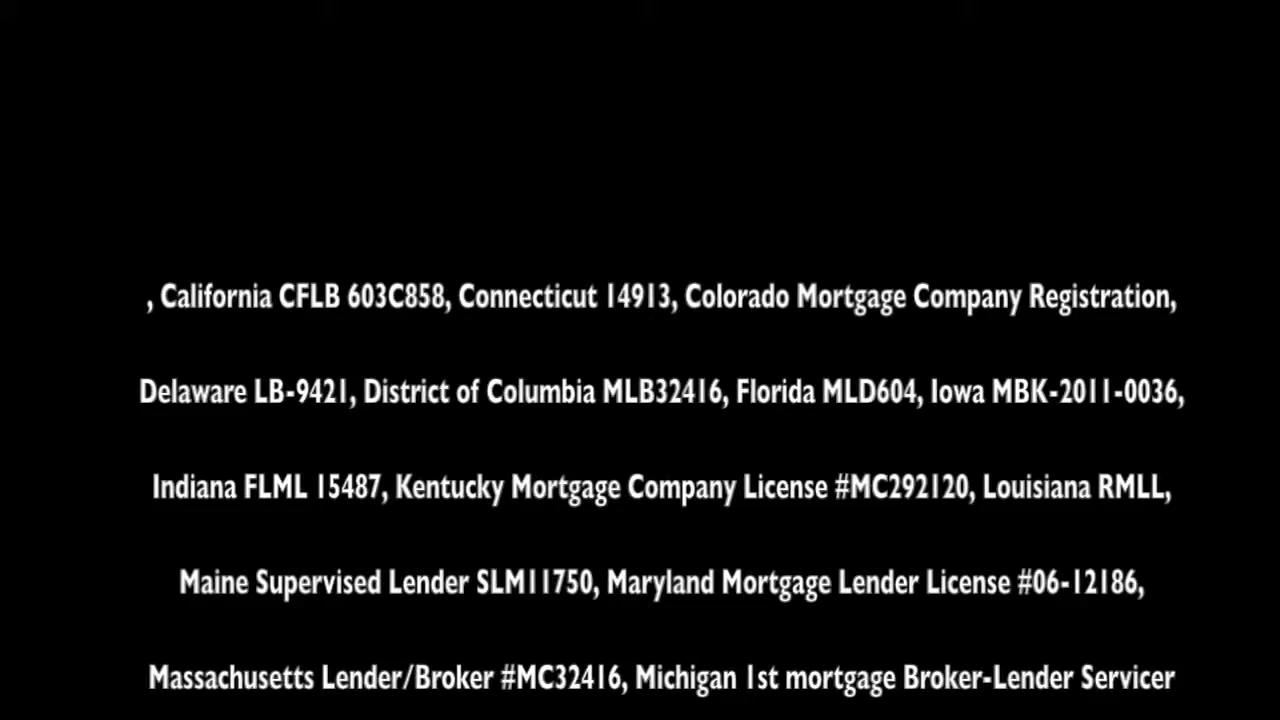 , California CFLB 603C858, Connecticut 14913, Colorado Mortgage Company Registration,
Delaware LB-9421, District of Columbia MLB32416, Florida MLD604, Iowa MBK-2011-0036,
Indiana FLML 15487, Kentucky Mortgage Company License #MC292120, Louisiana RMLL,
Maine Supervised Lender SLM11750, Maryland Mortgage Lender License #06-12186,
Massachusetts Lender/Broker #MC32416, Michigan 1st mortgage Broker-Lender Servicer